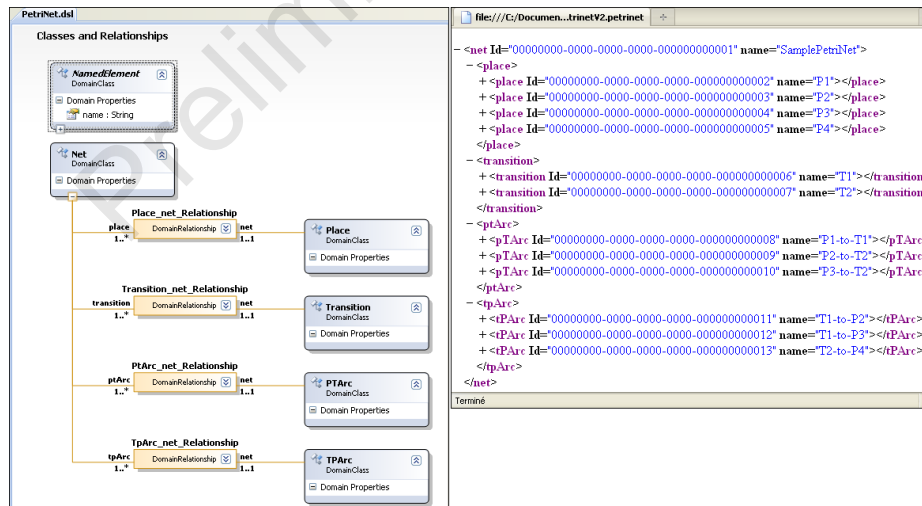 PetriNet.dsl
Classes and Relationships
NamedElement
DomainClass
Domain Properties
name : String
Net
DomainClass
Domain Properties
Place_net_Relationship
place
1..*
DomainRelationship
net
1..1
Place
DomainClass
Domain Properties
Transition_net_Relationship
transition
1..*
DomainRelationship
net
1..1
Transition
DomainClass
Domain Properties
PtArc_net_Relationship
ptArc
1..*
DomainRelationship
net
1..1
PTArc
DomainClass
Domain Properties
TpArc_net_Relationship
tpArc
1..*
DomainRelationship
net
1..1
TPArc
DomainClass
Domain Properties
Prelim
file:///C:/Documen...trinetV2.petrinet
- <net Id="00000000-0000-0000-0000-000000000001" name="SamplePetriNet">
- <place>
+ <place Id="00000000-0000-0000-0000-000000000002" name="P1"></place>
+ <place Id="00000000-0000-0000-0000-000000000003" name="P2"></place>
+ <place Id="00000000-0000-0000-0000-000000000004" name="P3"></place>
+ <place Id="00000000-0000-0000-0000-000000000005" name="P4"></place>
</place>
- <transition>
+ <transition Id="00000000-0000-0000-0000-000000000006" name="T1"></transition
+ <transition Id="00000000-0000-0000-0000-000000000007" name="T2"></transition
</transition>
- <ptArc>
+ <pTArc Id="00000000-0000-0000-0000-000000000008" name="P1-to-T1"></pTArc
+ <pTArc Id="00000000-0000-0000-0000-000000000009" name="P2-to-T2"></pTArc
+ <pTArc Id="00000000-0000-0000-0000-000000000010" name="P3-to-T2"></pTArc
</ptArc>
- <tpArc>
+ <tPArc Id="00000000-0000-0000-0000-000000000011" name="T1-to-P2"></tPArc
+ <tPArc Id="00000000-0000-0000-0000-000000000012" name="T1-to-P3"></tPArc
+ <tPArc Id="00000000-0000-0000-0000-000000000013" name="T2-to-P4"></tPArc
</tpArc>
</net>
Terminé